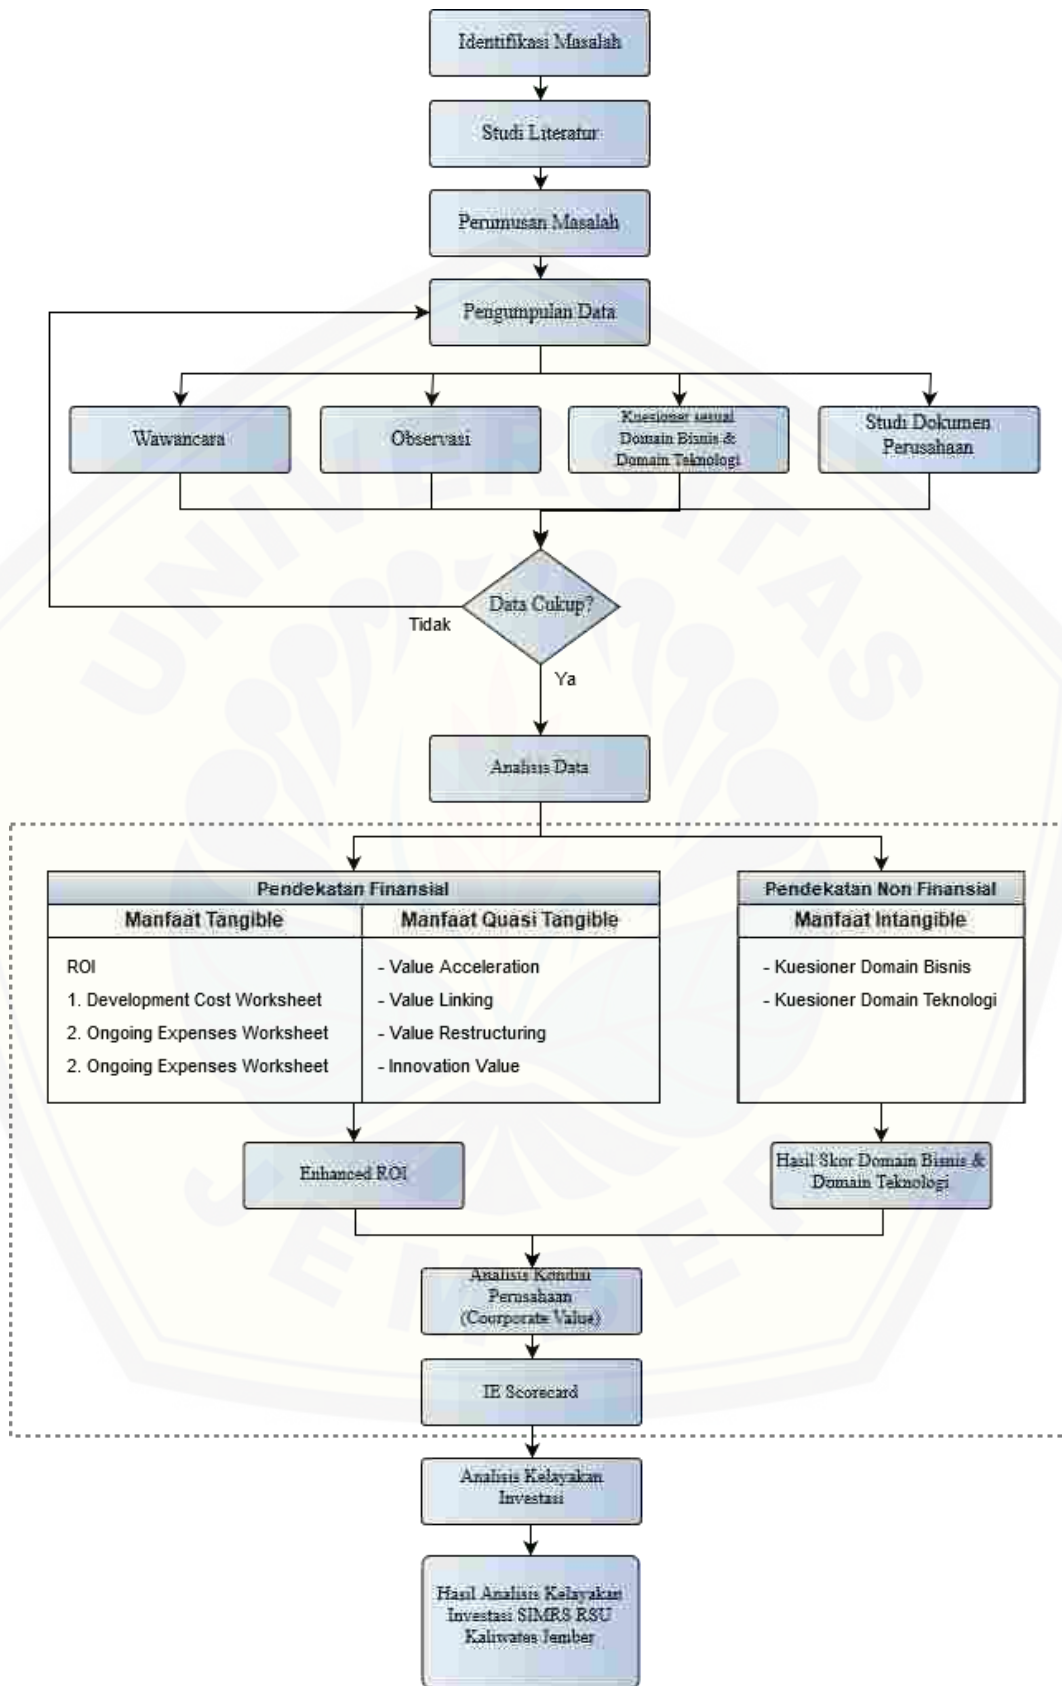 Identifikasi Masalah
Studi Literatur
Perumusan Masalah
Pengumpulan Data
Wawancara
Observasi
Kuesioner sesuai
Domain Bisnis &
Domain Teknologi
Studi Dokumen
Perusahaan
Data Cukup?
Tidak
Ya
Analisis Data
Pendekatan Finansial
Manfaat Tangible
Manfaat Quasi Tangible
ROI
1. Development Cost Worksheet
2. Ongoing Expenses Worksheet
2. Ongoing Expenses Worksheet
- Value Acceleration
- Value Linking
- Value Restructuring
- Innovation Value
Pendekatan Non Finansial
Manfaat Intangible
- Kuesioner Domain Bisnis
- Kuesioner Domain Teknologi
Enhanced ROI
Hasil Skor Domain Bisnis &
Domain Teknologi
Analisis Kondisi
Perusahaan
(Coorporate Value)
IE Scorecard
Analisis Kelayakan
Investasi
Hasil Analisis Kelayakan
Investasi SIMRS RSU
Kaliwates Jember
UNIVERSITAS
JEMBER